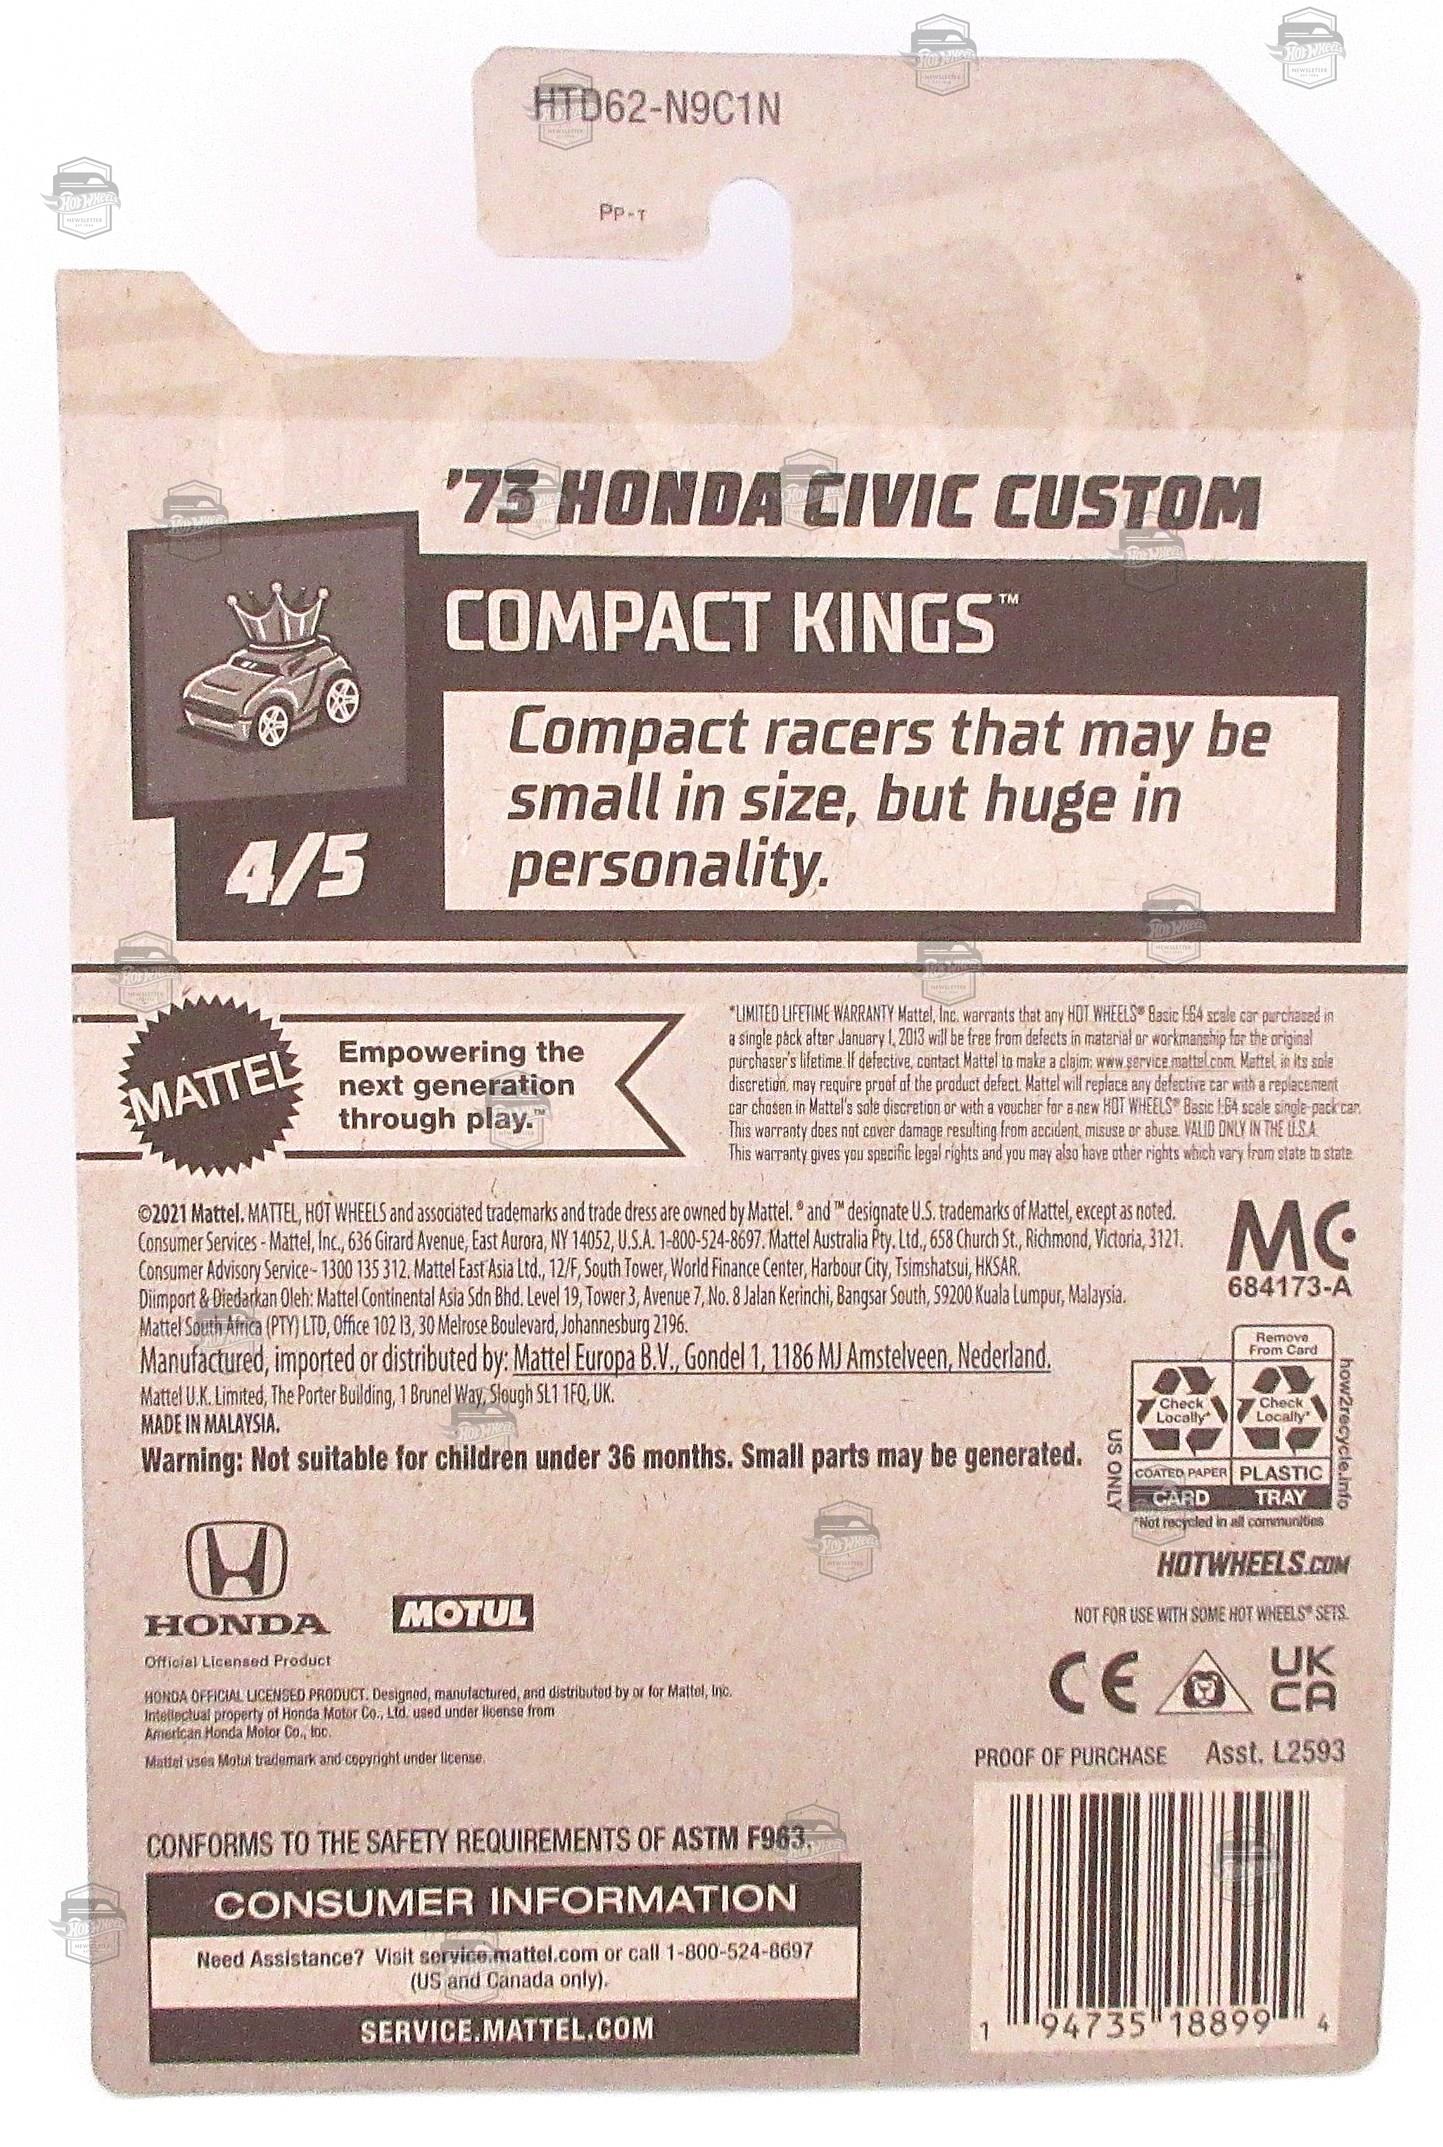 HTD62-N9C1N
PP-T
'73 HONDA CIVIC CUSTOM
COMPACT KINGS™
Compact racers that may be
small in size, but huge in
personality.
4/5
MATTEL
Empowering the
next generation
through play.™
*LIMITED LIFETIME WARRANTY Mattel, Inc. warrants that any HOT WHEELS® Basic 1:64 scale car purchased in
a single pack after January 1, 2013 will be free from defects in material or workmanship for the original
purchaser's lifetime. If defective, contact Mattel to make a claim: www.service.mattel.com. Mattel, in its sole
discretion, may require proof of the product defect. Mattel will replace any defective car with a replacement
car chosen in Mattel's sole discretion or with a voucher for a new HOT WHEELS® Basic 1:64 scale single-pack car.
This warranty does not cover damage resulting from accident, misuse or abuse. VALID ONLY IN THE U.S.A.
This warranty gives you specific legal rights and you may also have other rights which vary from state to state.
©2021 Mattel. MATTEL, HOT WHEELS and associated trademarks and trade dress are owned by Mattel. ® and ™ designate U.S. trademarks of Mattel, except as noted.
Consumer Services - Mattel, Inc., 636 Girard Avenue, East Aurora, NY 14052, U.S.A. 1-800-524-8697. Mattel Australia Pty. Ltd., 658 Church St., Richmond, Victoria, 3121.
Consumer Advisory Service - 1300 135 312. Mattel East Asia Ltd., 12/F, South Tower, World Finance Center, Harbour City, Tsimshatsui, HKSAR.
Diimport & Diedarkan Oleh: Mattel Continental Asia Sdn Bhd. Level 19, Tower 3, Avenue 7, No. 8 Jalan Kerinchi, Bangsar South, 59200 Kuala Lumpur, Malaysia.
Mattel South Africa (PTY) LTD, Office 102 I3, 30 Melrose Boulevard, Johannesburg 2196.
Manufactured, imported or distributed by: Mattel Europa B.V., Gondel 1, 1186 MJ Amstelveen, Nederland.
Mattel U.K. Limited, The Porter Building, 1 Brunel Way, Slough SL1 1FQ, UK.
MADE IN MALAYSIA.
Warning: Not suitable for children under 36 months. Small parts may be generated.
MC
684173-A
Remove
From Card
Check
Locally*
Check
Locally*
COATED PAPER
PLASTIC
CARD
TRAY
US ONLY
how2recycle.info
*Not recycled in all communities
HOTWHEELS.COM
NOT FOR USE WITH SOME HOT WHEELS® SETS.
CE
UK
CA
HONDA
MOTUL
Official Licensed Product
HONDA OFFICIAL LICENSED PRODUCT. Designed, manufactured, and distributed by or for Mattel, Inc.
Intellectual property of Honda Motor Co., Ltd. used under license from
American Honda Motor Co., Inc.
Mattel uses Motul trademark and copyright under license.
PROOF OF PURCHASE Asst. L2593
CONFORMS TO THE SAFETY REQUIREMENTS OF ASTM F963.
CONSUMER INFORMATION
Need Assistance? Visit service.mattel.com or call 1-800-524-8697
(US and Canada only).
SERVICE.MATTEL.COM
1 94735 18899 4